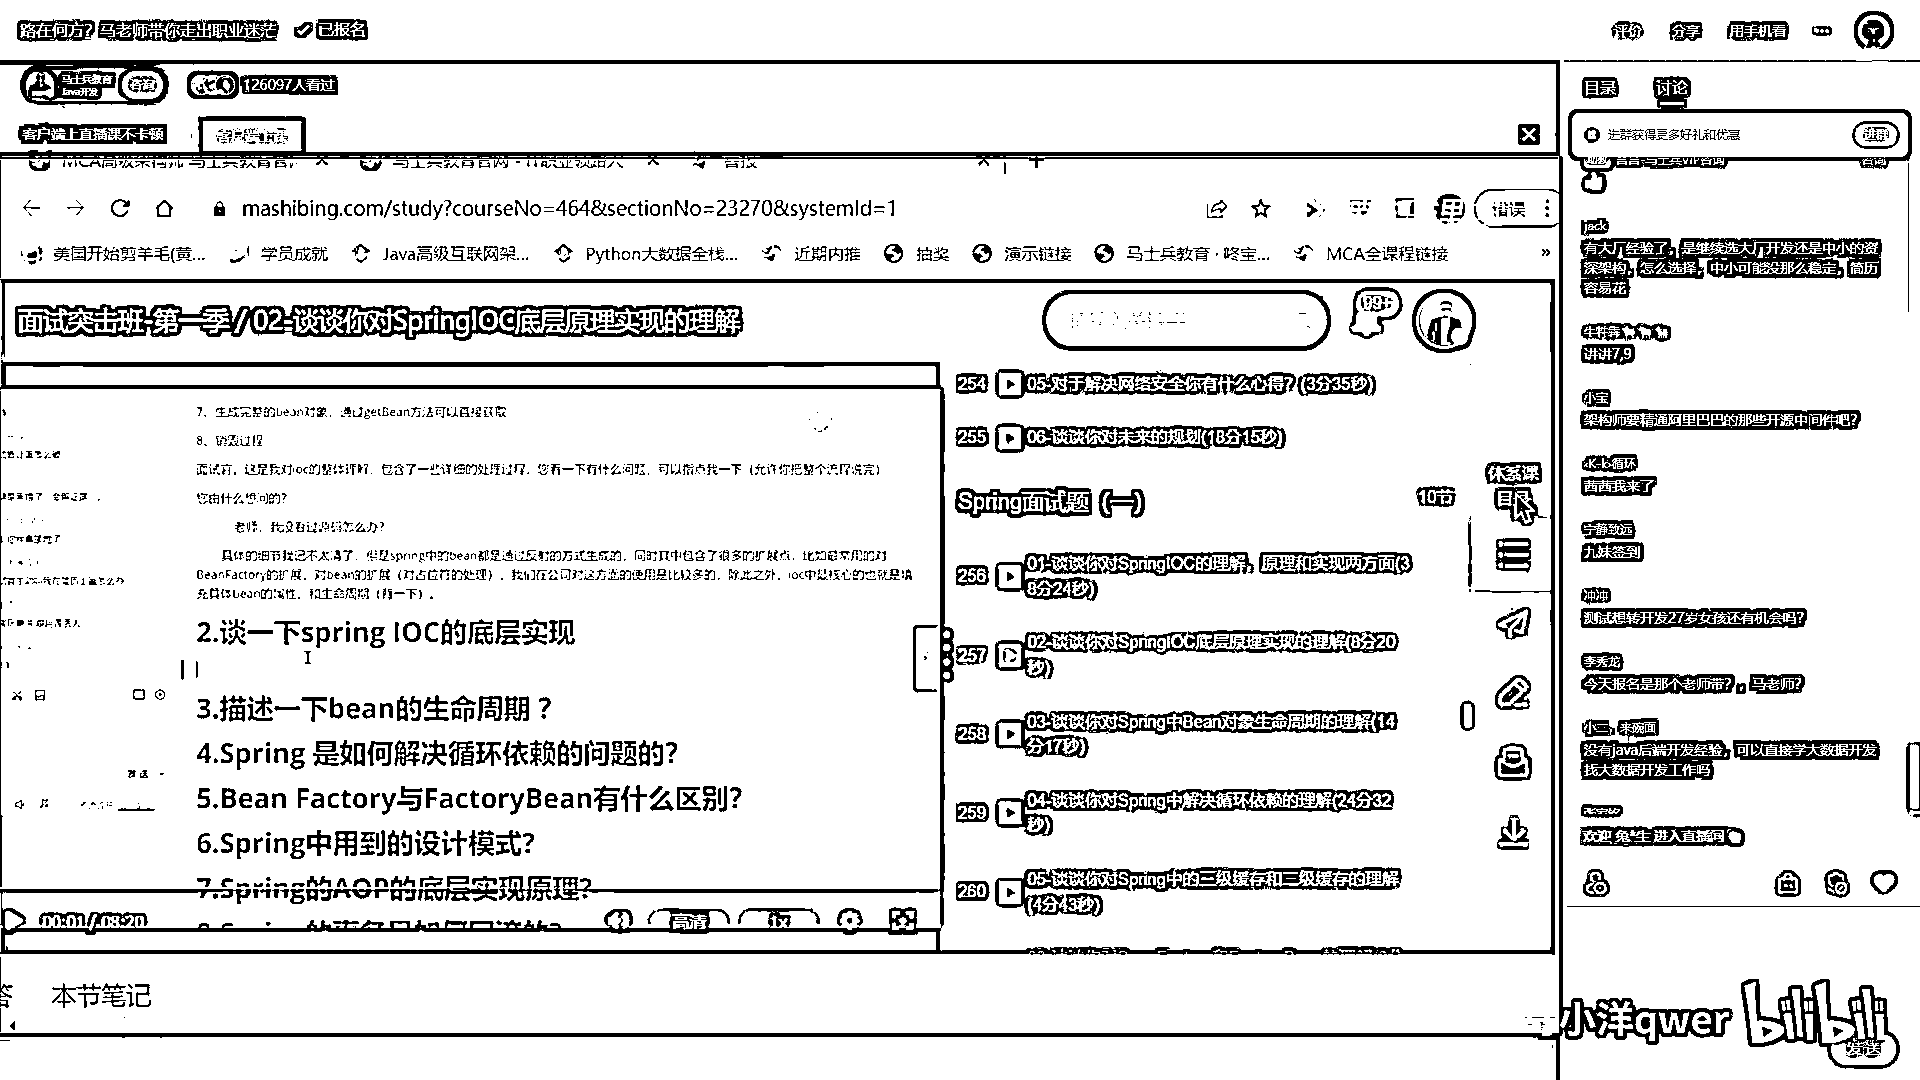 路在何方？马老师带你走出职业迷茫 已报名
评价 分享 用手机看
马士兵教育 Java开发 咨询 126097人看过
客户端上直播课不卡顿
目录 讨论
进群获得更多好礼和优惠 进群
mashibing.com/study?courseNo=464&sectionNo=23270&systemId=1
错误
美国开始剪羊毛(黄... 学员成就 Java高级互联网架... Python大数据全栈... 近期内推 抽奖 演示链接 马士兵教育·咚宝... MCA全课程链接 »
面试突击班-第一季 / 02-谈谈你对SpringIOC底层原理实现的理解
99+
7、生成完整的bean对象，通过getBean方法可以直接获取
8、销毁过程
面试官，这是我对ioc的整体理解，包含了一些详细的处理过程，您看一下有什么问题，可以指点我一下（允许你把整个流程说完）
您由什么想问的？
老师，我没看过源码怎么办？
具体的细节我记不太清了，但是spring中的bean都是通过反射的方式生成的，同时其中包含了很多的扩展点，比如最常用的对
BeanFactory的扩展，对bean的扩展（对占位符的处理），我们在公司对这方面的使用是比较多的，除此之外，ioc中最核心的也就是填
充具体bean的属性，和生命周期（背一下）。
2.谈一下spring IOC的底层实现
3.描述一下bean的生命周期？
4.Spring 是如何解决循环依赖的问题的？
5.Bean Factory与FactoryBean有什么区别？
6.Spring中用到的设计模式？
7.Spring的AOP的底层实现原理？
00:01 / 08:20
高清 1x
254 05-对于解决网络安全你有什么心得？(3分35秒)
255 06-谈谈你对未来的规划(18分15秒)
Spring面试题（一） 10节
体系课
目录
256 01-谈谈你对SpringIOC的理解，原理和实现两方面(3
8分24秒)
257 02-谈谈你对SpringIOC底层原理实现的理解(8分20
秒)
258 03-谈谈你对Spring中Bean对象生命周期的理解(14
分17秒)
259 04-谈谈你对Spring中解决循环依赖的理解(24分32
秒)
260 05-谈谈你对Spring中的三级缓存和二级缓存的理解
(4分43秒)
本节笔记
jack
有大厂经验了，是继续选大厂开发还是中小的资
深架构，怎么选择，中小可能没那么稳定，简历
容易花
讲讲7,9
小宝
架构师要精通阿里巴巴的那些开源中间件吧？
茜茜我来了
宁静致远
九妹签到
冲冲
测试想转开发27岁女孩还有机会吗？
李秀龙
今天报名是那个老师带？，马老师？
小二，来碗面
没有java后端开发经验，可以直接学大数据开发
找大数据开发工作吗
进入直播间
小洋qwer bilibili
发送